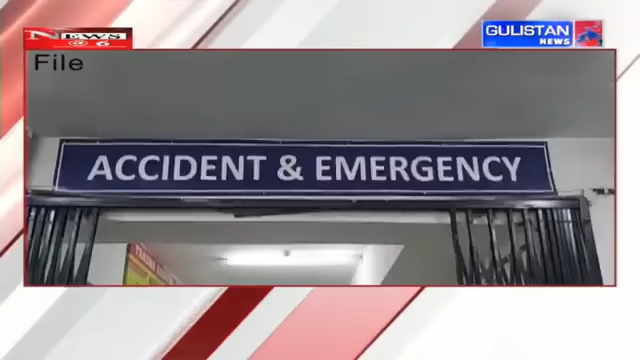 NEWS
@ 6
GULISTAN
NEWS
File
ACCIDENT & EMERGENCY